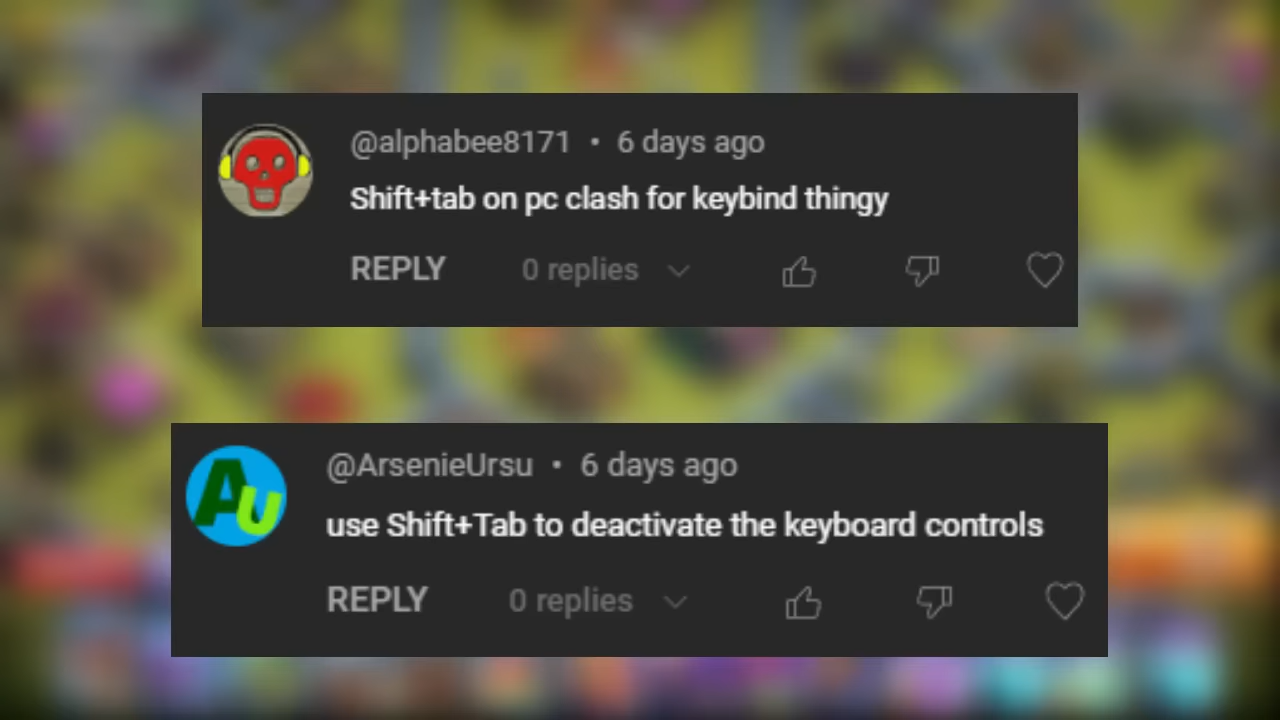 @alphabee8171 • 6 days ago
Shift+tab on pc clash for keybind thingy
REPLY 0 replies
AU
@ArsenieUrsu • 6 days ago
use Shift+Tab to deactivate the keyboard controls
REPLY 0 replies